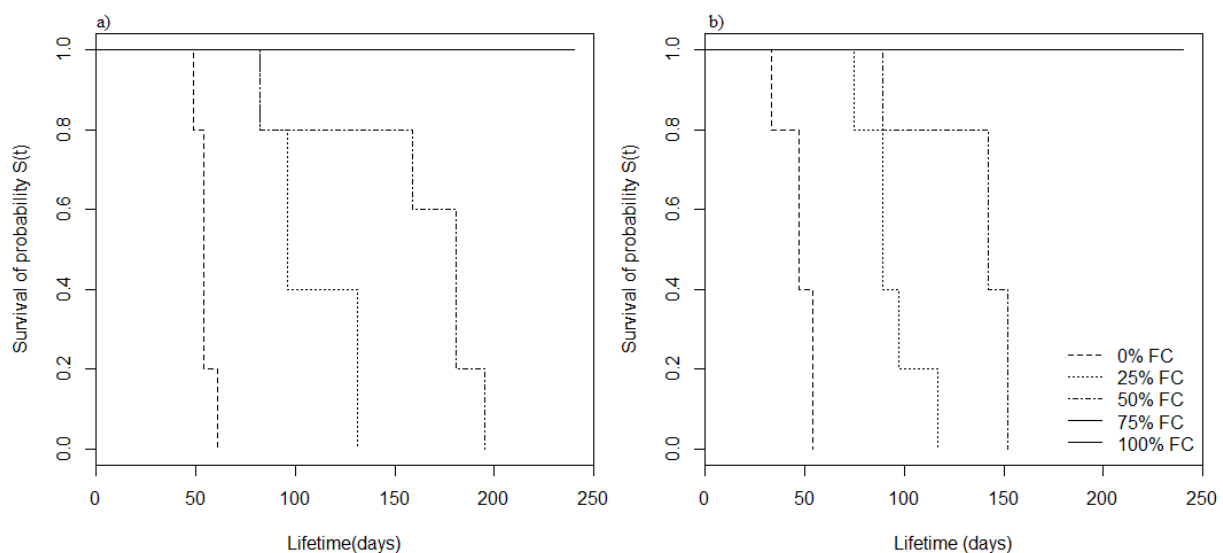 a)
Survival of probability S(t)
1.0
0.8
0.6
0.4
0.2
0.0
0 50 100 150 200 250
Lifetime(days)
b)
Survival of probability S(t)
1.0
0.8
0.6
0.4
0.2
0.0
0% FC
25% FC
50% FC
75% FC
100% FC
0 50 100 150 200 250
Lifetime (days)